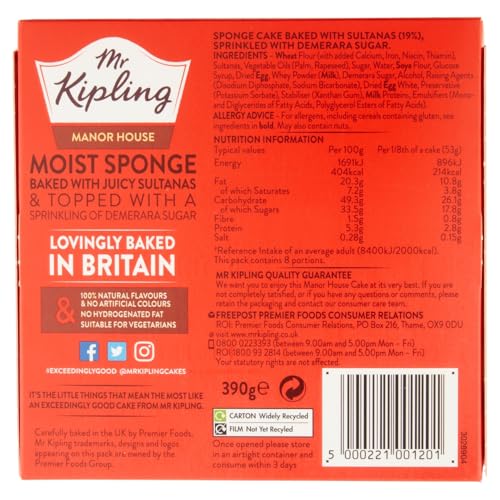 Mr
Kipling
MANOR HOUSE
MOIST SPONGE
BAKED WITH JUICY SULTANAS
& TOPPED WITH A
SPRINKLING OF DEMERARA SUGAR
LOVINGLY BAKED
IN BRITAIN
&
100% NATURAL FLAVOURS
& NO ARTIFICIAL COLOURS
NO HYDROGENATED FAT
SUITABLE FOR VEGETARIANS
#EXCEEDINGLYGOOD @MRKIPLINGCAKES
IT'S THE LITTLE THINGS THAT MEAN THE MOST LIKE
AN EXCEEDINGLY GOOD CAKE FROM MR KIPLING.
Carefully baked in the UK by Premier Foods.
Mr Kipling trademarks, designs and logos
appearing on this pack are owned by the
Premier Foods Group.
SPONGE CAKE BAKED WITH SULTANAS (19%),
SPRINKLED WITH DEMERARA SUGAR.
INGREDIENTS - Wheat Flour (with added Calcium, Iron, Niacin, Thiamin),
Sultanas, Vegetable Oils (Palm, Rapeseed), Sugar, Water, Soya Flour, Glucose
Syrup, Dried Egg, Whey Powder (Milk), Demerara Sugar, Alcohol, Raising Agents
(Disodium Diphosphate, Sodium Bicarbonate), Dried Egg White, Preservative
(Potassium Sorbate), Stabiliser (Xanthan Gum), Milk Proteins, Emulsifiers (Mono-
and Diglycerides of Fatty Acids, Polyglycerol Esters of Fatty Acids).
ALLERGY ADVICE - For allergens, including cereals containing gluten, see
ingredients in bold. May also contain nuts.
NUTRITION INFORMATION
Typical values Per 100g Per 1/8th of a cake (53g)
Energy 1691kJ 896kJ
404kcal 214kcal
Fat 20.3g 10.8g
of which Saturates 7.2g 3.8g
Carbohydrate 49.3g 26.1g
of which Sugars 33.5g 17.8g
Fibre 1.5g 0.8g
Protein 5.3g 2.8g
Salt 0.28g 0.15g
*Reference Intake of an average adult (8400kJ/2000kcal).
This pack contains 8 portions.
MR KIPLING QUALITY GUARANTEE
We want you to enjoy this Manor House Cake at its very best. If you are
not completely satisfied, or if you have any questions or comments, please
retain the packaging and contact our consumer care team:
FREEPOST PREMIER FOODS CONSUMER RELATIONS
ROI: Premier Foods Consumer Relations, PO Box 216, Thame, OX9 0DU
www.mrkipling.co.uk
0800 0223393 (between 9.00am and 5.00pm Mon - Fri).
ROI 1800 93 2814 (between 9.00am and 5.00pm Mon - Fri).
Your statutory rights are not affected.
390g e
CARTON Widely Recycled
FILM Not Yet Recycled
Once opened please store
in an airtight container and
consume within 3 days
5 000221 001201
3028904